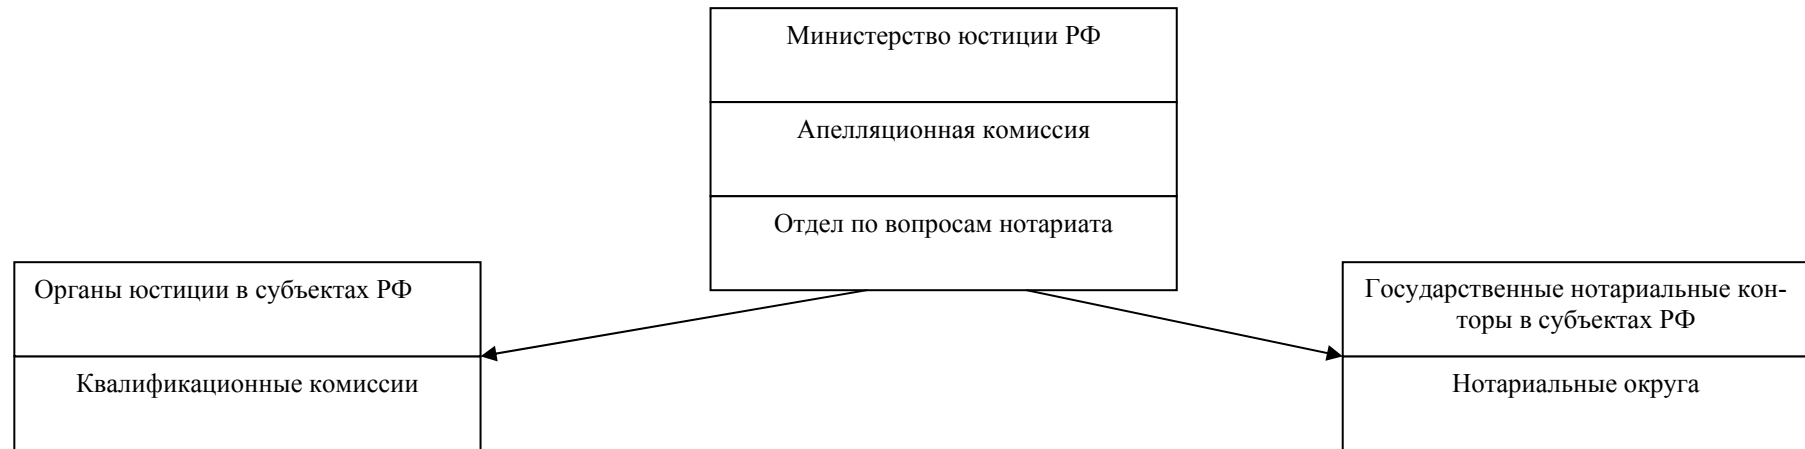 Министерство юстиции РФ
Апелляционная комиссия
Отдел по вопросам нотариата
Органы юстиции в субъектах РФ
Квалификационные комиссии
Государственные нотариальные кон-
торы в субъектах РФ
Нотариальные округа